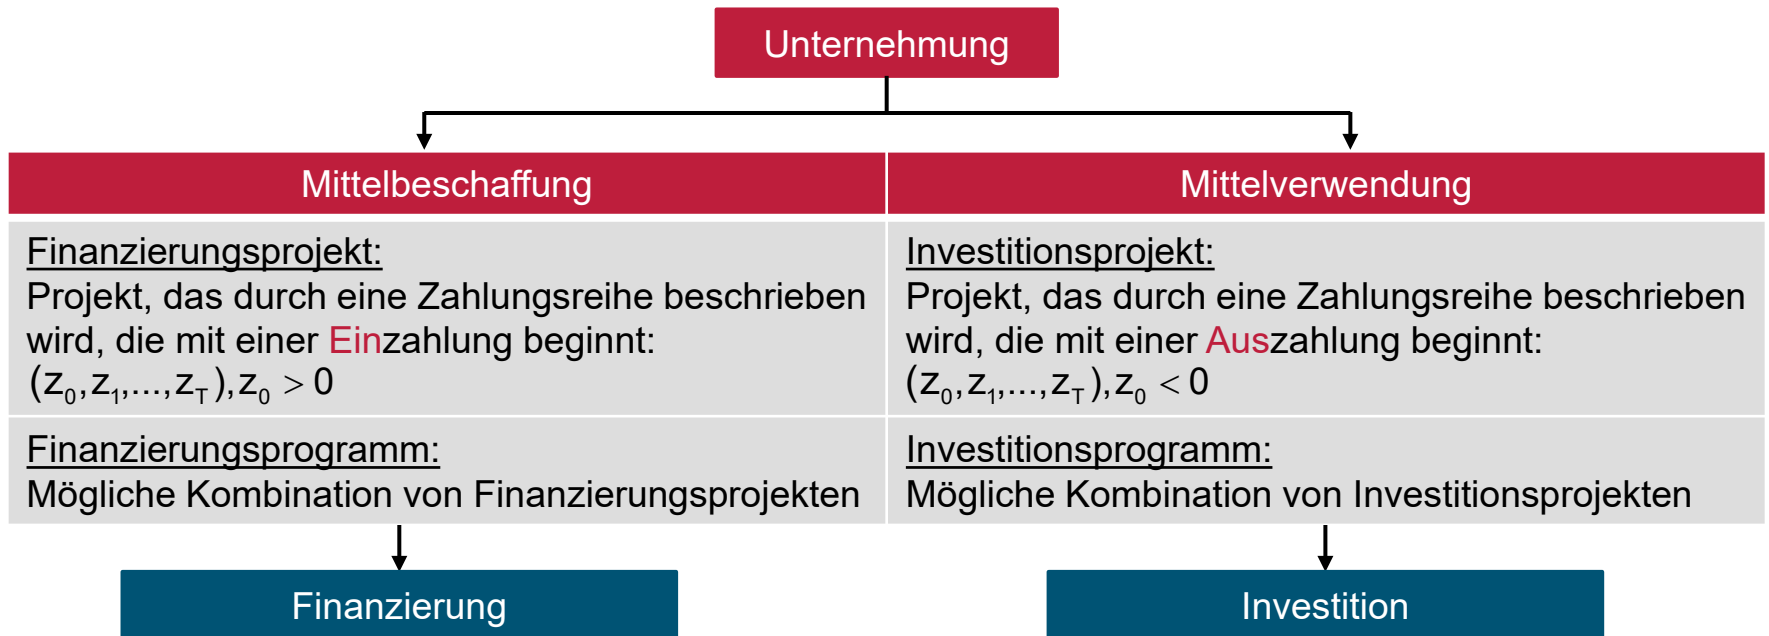 Unternehmung
Mittelbeschaffung
Mittelverwendung
Finanzierungsprojekt:
Projekt, das durch eine Zahlungsreihe beschrieben
wird, die mit einer Einzahlung beginnt:
(z₀,z₁,...,z_T),z₀ > 0
Investitionsprojekt:
Projekt, das durch eine Zahlungsreihe beschrieben
wird, die mit einer Auszahlung beginnt:
(z₀,z₁,...,z_T),z₀ < 0
Finanzierungsprogramm:
Mögliche Kombination von Finanzierungsprojekten
Investitionsprogramm:
Mögliche Kombination von Investitionsprojekten
Finanzierung
Investition